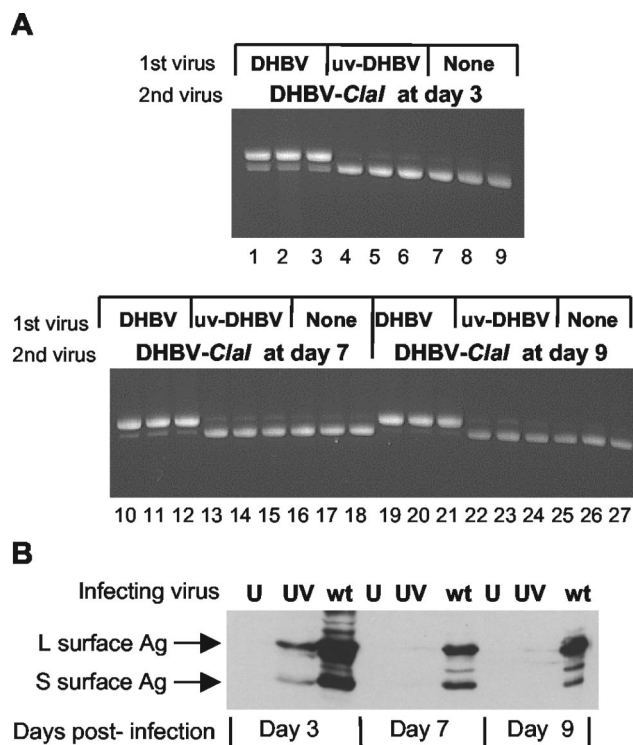 A
1st virus DHBV uv-DHBV None
2nd virus DHBV-ClaI at day 3
1 2 3 4 5 6 7 8 9
1st virus DHBV uv-DHBV None DHBV uv-DHBV None
2nd virus DHBV-ClaI at day 7 DHBV-ClaI at day 9
10 11 12 13 14 15 16 17 18 19 20 21 22 23 24 25 26 27
B
Infecting virus U UV wt U UV wt U UV wt
L surface Ag
S surface Ag
Days post- infection Day 3 Day 7 Day 9